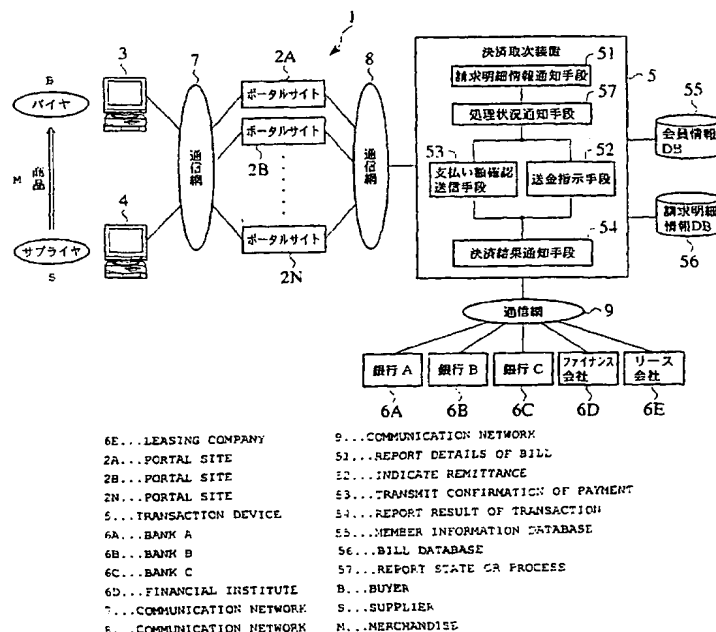 1
決済取次装置
51
請求明細情報通知手段
57
処理状況通知手段
53
支払い額確認
送信手段
52
送金指示手段
54
決済結果通知手段
5
55
会員情報
DB
請求明細
情報DB
56
B
バイヤ
3
7
通信網
2A
ポータルサイト
ポータルサイト
2B
ポータルサイト
2N
8
通信網
M
商品
4
サプライヤ
S
通信網
9
銀行 A
銀行 B
銀行 C
ファイナンス
会社
リース
会社
6A
6B
6C
6D
6E
6E...LEASING COMPANY
2A...PORTAL SITE
2B...PORTAL SITE
2N...PORTAL SITE
5...TRANSACTION DEVICE
6A...BANK A
6B...BANK B
6C...BANK C
6D...FINANCIAL INSTITUTE
7...COMMUNICATION NETWORK
8...COMMUNICATION NETWORK
9...COMMUNICATION NETWORK
51...REPORT DETAILS OF BILL
52...INDICATE REMITTANCE
53...TRANSMIT CONFIRMATION OF PAYMENT
54...REPORT RESULT OF TRANSACTION
55...MEMBER INFORMATION DATABASE
56...BILL DATABASE
57...REPORT STATE OR PROCESS
B...BUYER
S...SUPPLIER
M...MERCHANDISE